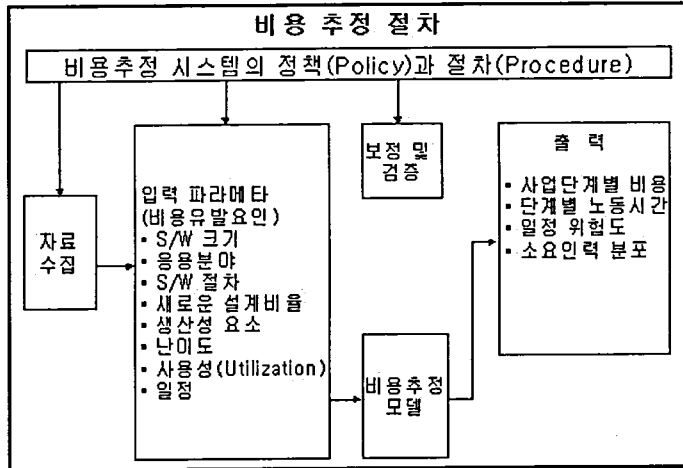 비용 추정 절차
비용추정 시스템의 정책(Policy)과 절차(Procedure)
자료
수집
입력 파라메타
(비용유발요인)
▪ S/W 크기
▪ 응용분야
▪ S/W 절차
▪ 새로운 설계비율
▪ 생산성 요소
▪ 난이도
▪ 사용성(Utilization)
▪ 일정
보정 및
검증
비용추정
모델
출 력
▪ 사업단계별 비용
▪ 단계별 노동시간
▪ 일정 위험도
▪ 소요인력 분포